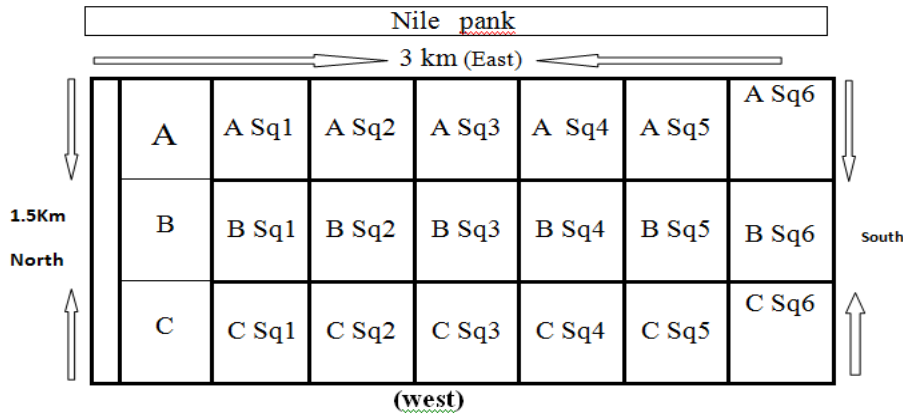 Nile pank
3 km (East)
A A Sq1 A Sq2 A Sq3 A Sq4 A Sq5 A Sq6
1.5Km
North
B B Sq1 B Sq2 B Sq3 B Sq4 B Sq5 B Sq6
South
C C Sq1 C Sq2 C Sq3 C Sq4 C Sq5 C Sq6
(west)